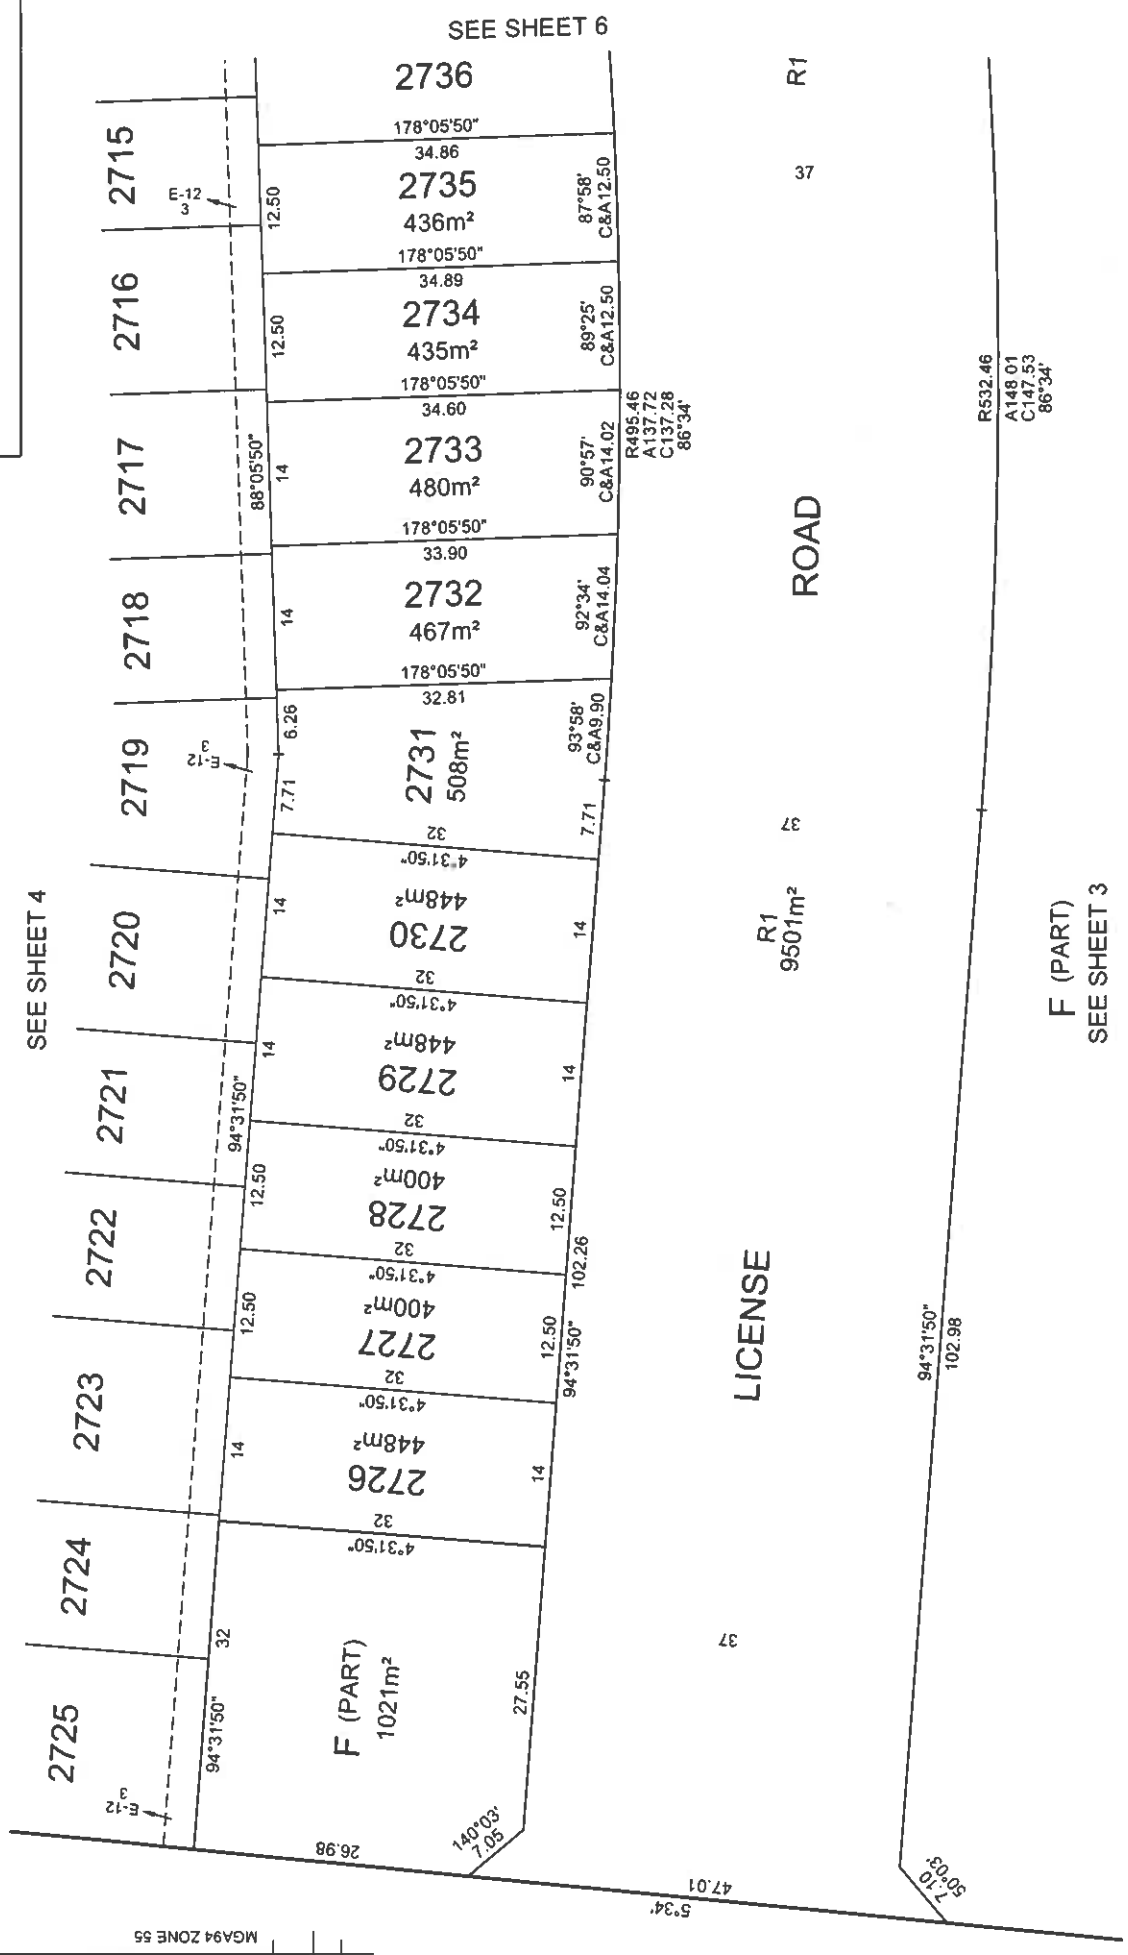 SEE SHEET 6
2736
R1
178°05'50"
34.86
2715
E-12
3
12.50
2735
436m²
87°58'
C&A12.50
37
178°05'50"
34.89
2716
12.50
2734
435m²
89°25'
C&A12.50
178°05'50"
34.60
R495.46
A137.72
C137.28
86°34'
R532.46
A148.01
C147.53
86°34'
2717
88°05'50"
14
2733
480m²
90°57'
C&A14.02
178°05'50"
33.90
ROAD
2718
14
2732
467m²
92°34'
C&A14.04
178°05'50"
32.81
2719
E-12
3
6.26
7.71
2731
508m²
93°58'
C&A9.90
7.71
37
32
4°31'50"
SEE SHEET 4
2720
14
448m²
2730
14
R1
9501m²
F (PART)
SEE SHEET 3
32
4°31'50"
14
448m²
2729
14
2721
94°31'50"
32
4°31'50"
12.50
400m²
2728
12.50
2722
32
4°31'50"
102.26
94°31'50"
12.50
400m²
2727
12.50
LICENSE
94°31'50"
102.98
32
4°31'50"
2723
14
448m²
2726
14
32
4°31'50"
2724
32
F (PART)
1021m²
27.55
37
2725
94°31'50"
E-12
3
26.98
140°03'
7.05
47.01
5°34'
7.10
50°03'
MGA94 ZONE 55